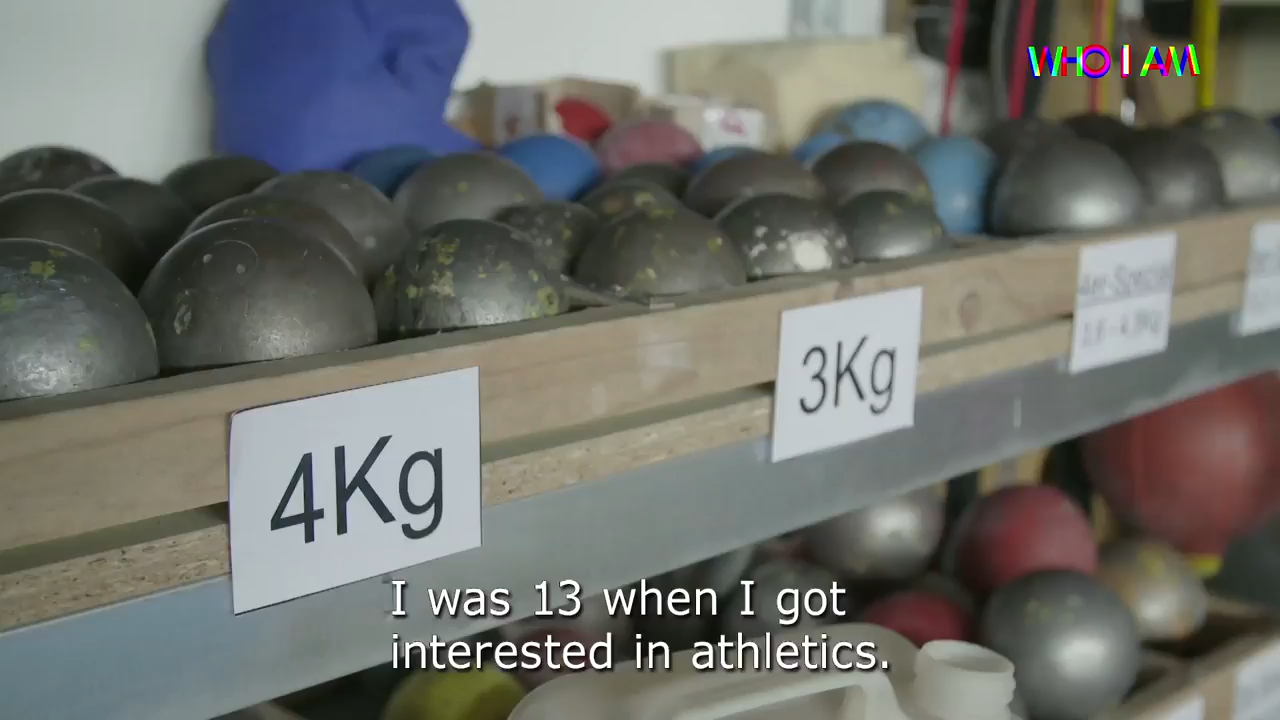 WHO I AM
4Kg
3Kg
I was 13 when I got
interested in athletics.